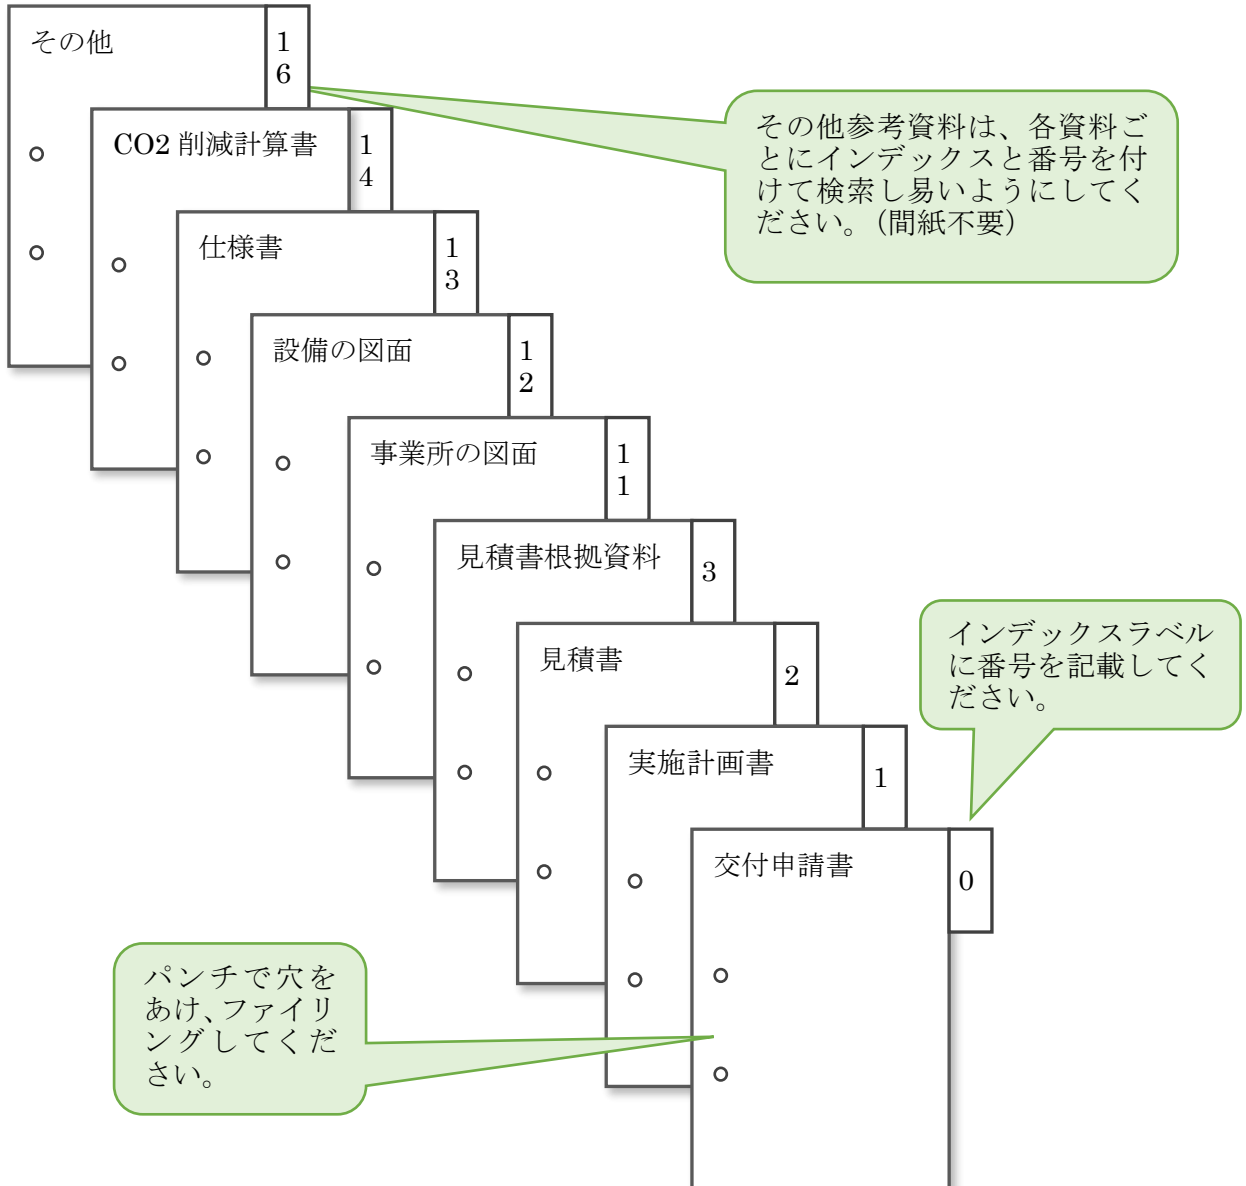 その他
1
6
その他参考資料は、各資料ご
とにインデックスと番号を付
けて検索し易いようにしてく
ださい。(間紙不要)
CO2 削減計算書
1
4
仕様書
1
3
設備の図面
1
2
事業所の図面
1
1
見積書根拠資料
3
見積書
2
インデックスラベル
に番号を記載してく
ださい。
実施計画書
1
交付申請書
0
パンチで穴を
あけ、ファイリ
ングしてくだ
さい。